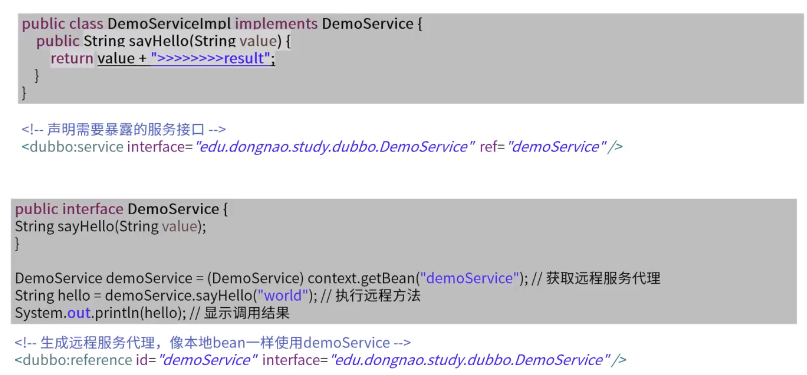 public class DemoServiceImpl implements DemoService {
public String sayHello(String value) {
return value + ">>>>>>>>result";
}
}
<!-- 声明需要暴露的服务接口 -->
<dubbo:service interface="edu.dongnao.study.dubbo.DemoService" ref="demoService" />
public interface DemoService {
String sayHello(String value);
}
DemoService demoService = (DemoService) context.getBean("demoService"); // 获取远程服务代理
String hello = demoService.sayHello("world"); // 执行远程方法
System.out.println(hello); // 显示调用结果
<!-- 生成远程服务代理，像本地bean一样使用demoService -->
<dubbo:reference id="demoService" interface="edu.dongnao.study.dubbo.DemoService" />